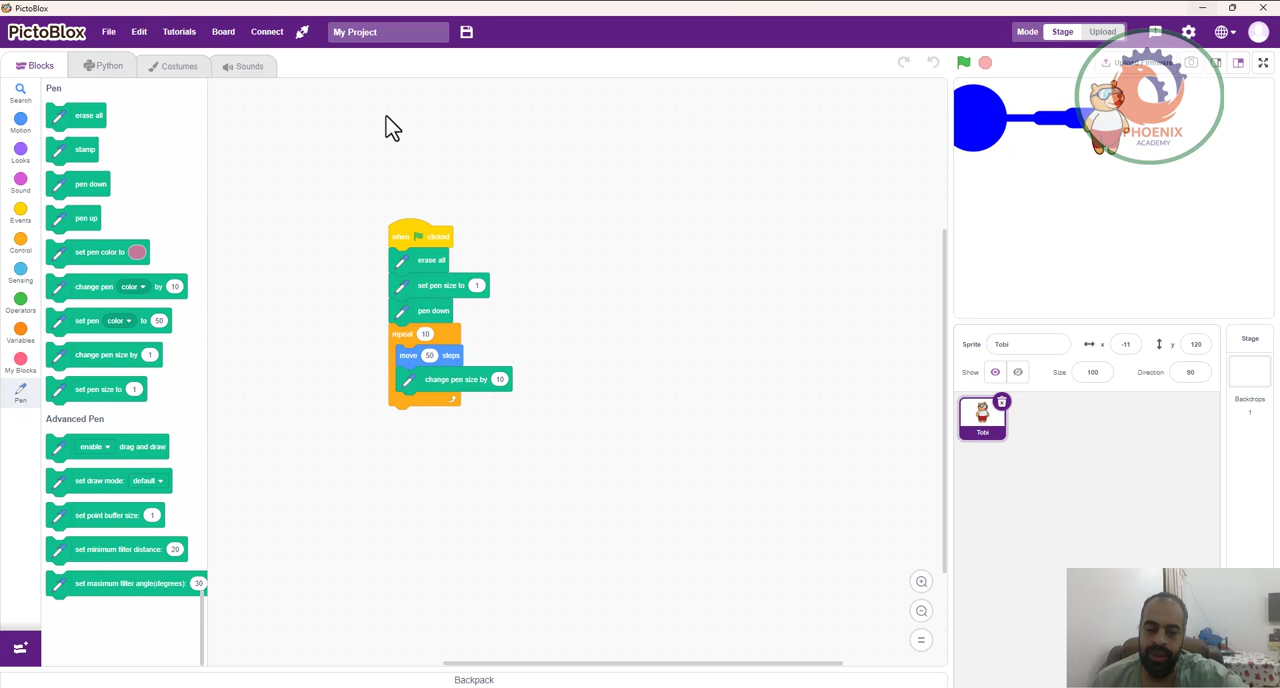 PictoBlox
PictoBlox File Edit Tutorials Board Connect My Project Mode Stage Upload
Blocks Python Costumes Sounds Upload Firmware
Search
Motion
Looks
Sound
Events
Control
Sensing
Operators
Variables
My Blocks
Pen
Pen
erase all
stamp
pen down
pen up
set pen color to
change pen color by 10
set pen color to 50
change pen size by 1
set pen size to 1
Advanced Pen
enable drag and draw
set draw mode: default
set point buffer size: 1
set minimum filter distance: 20
set maximum filter angle(degrees): 30
when clicked
erase all
set pen size to 1
pen down
repeat 10
move 50 steps
change pen size by 10
PHOENIX
ACADEMY
Sprite Tobi x -11 y 120
Show Size 100 Direction 90
Tobi
Stage
Backdrops
1
Backpack